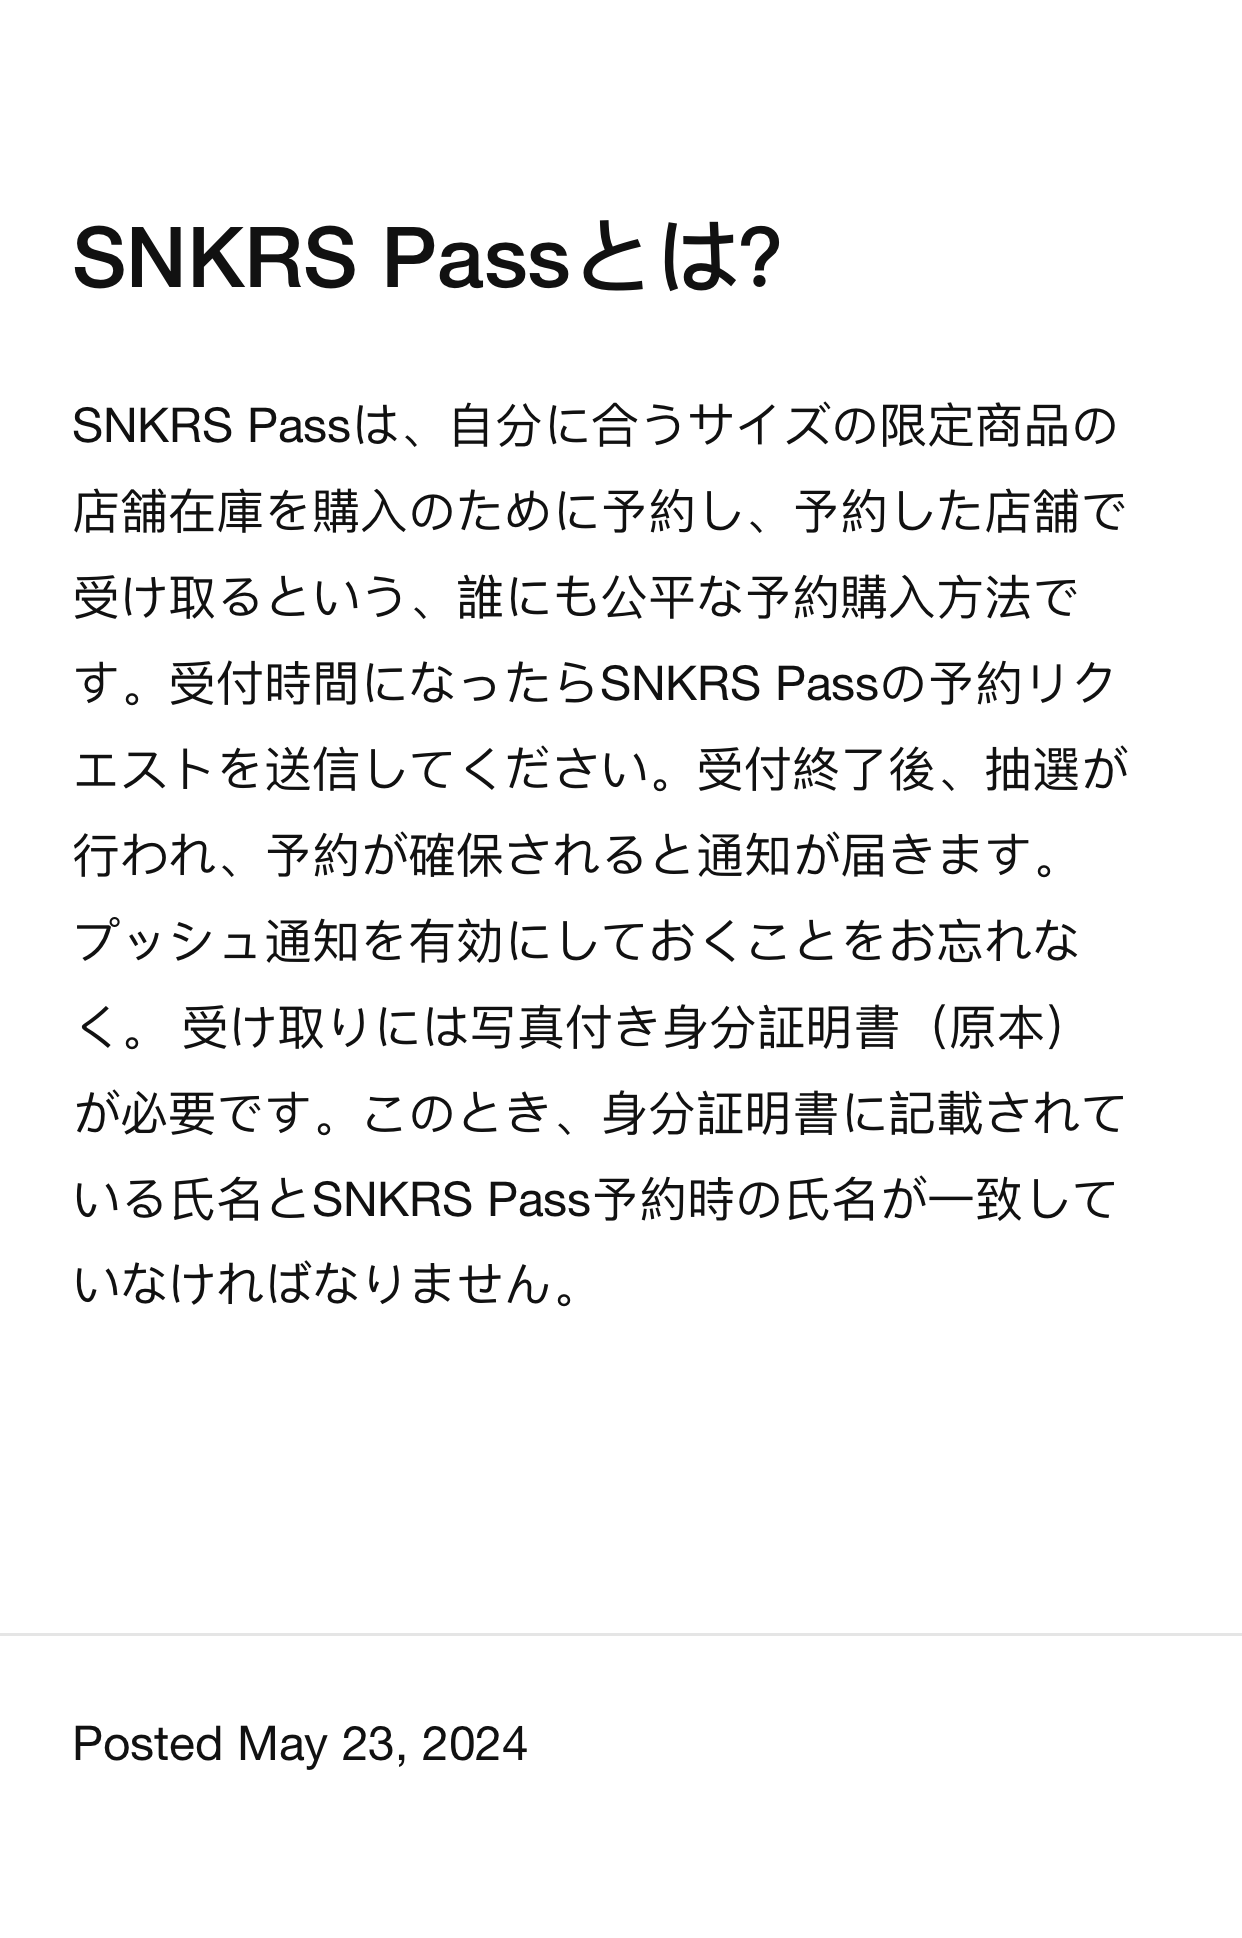 SNKRS Passとは?
SNKRS Passは、自分に合うサイズの限定商品の
店舗在庫を購入のために予約し、予約した店舗で
受け取るという、誰にも公平な予約購入方法で
す。受付時間になったらSNKRS Passの予約リク
エストを送信してください。受付終了後、抽選が
行われ、予約が確保されると通知が届きます。
プッシュ通知を有効にしておくことをお忘れな
く。 受け取りには写真付き身分証明書（原本）
が必要です。このとき、身分証明書に記載されて
いる氏名とSNKRS Pass予約時の氏名が一致して
いなければなりません。
Posted May 23, 2024